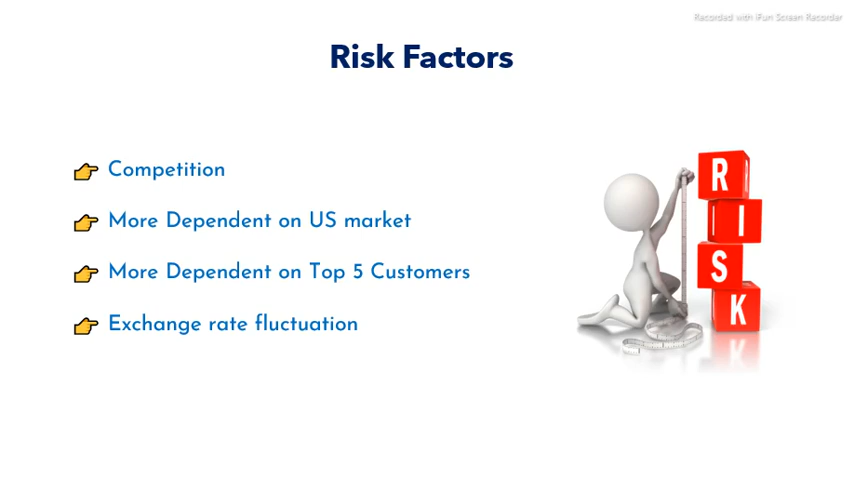 Recorded with iFun Screen Recorder
Risk Factors
Competition
More Dependent on US market
More Dependent on Top 5 Customers
Exchange rate fluctuation
R
I
S
K